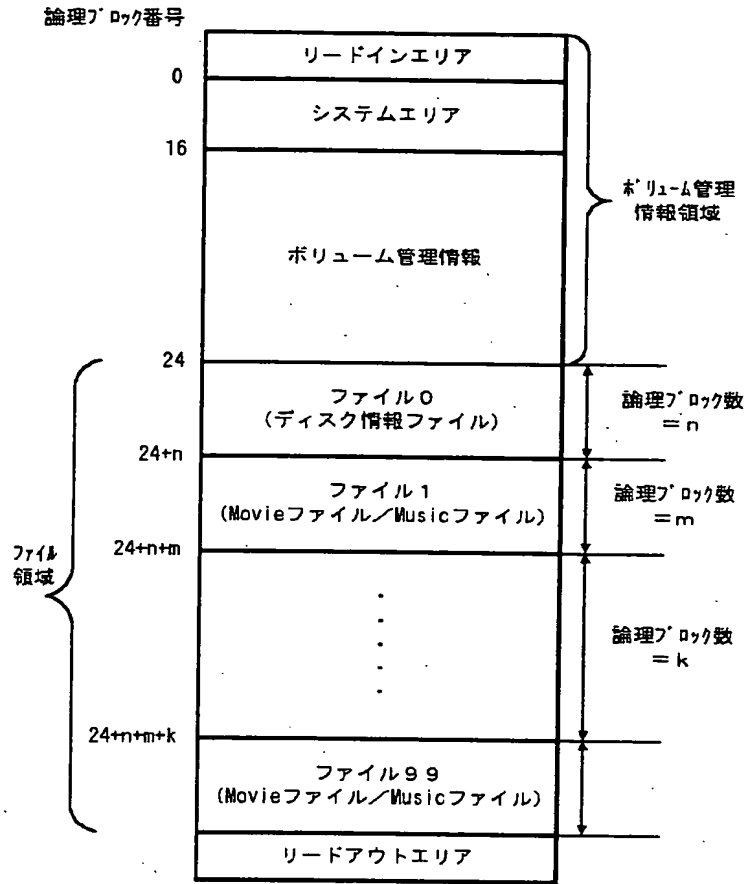 論理ブロック番号
リードインエリア
0
システムエリア
16
ボリューム管理
情報領域
ボリューム管理情報
24
ファイル0
(ディスク情報ファイル)
論理ブロック数
=n
24+n
ファイル1
(Movieファイル/Musicファイル)
論理ブロック数
=m
24+n+m
ファイル
領域
論理ブロック数
=k
24+n+m+k
ファイル99
(Movieファイル/Musicファイル)
リードアウトエリア